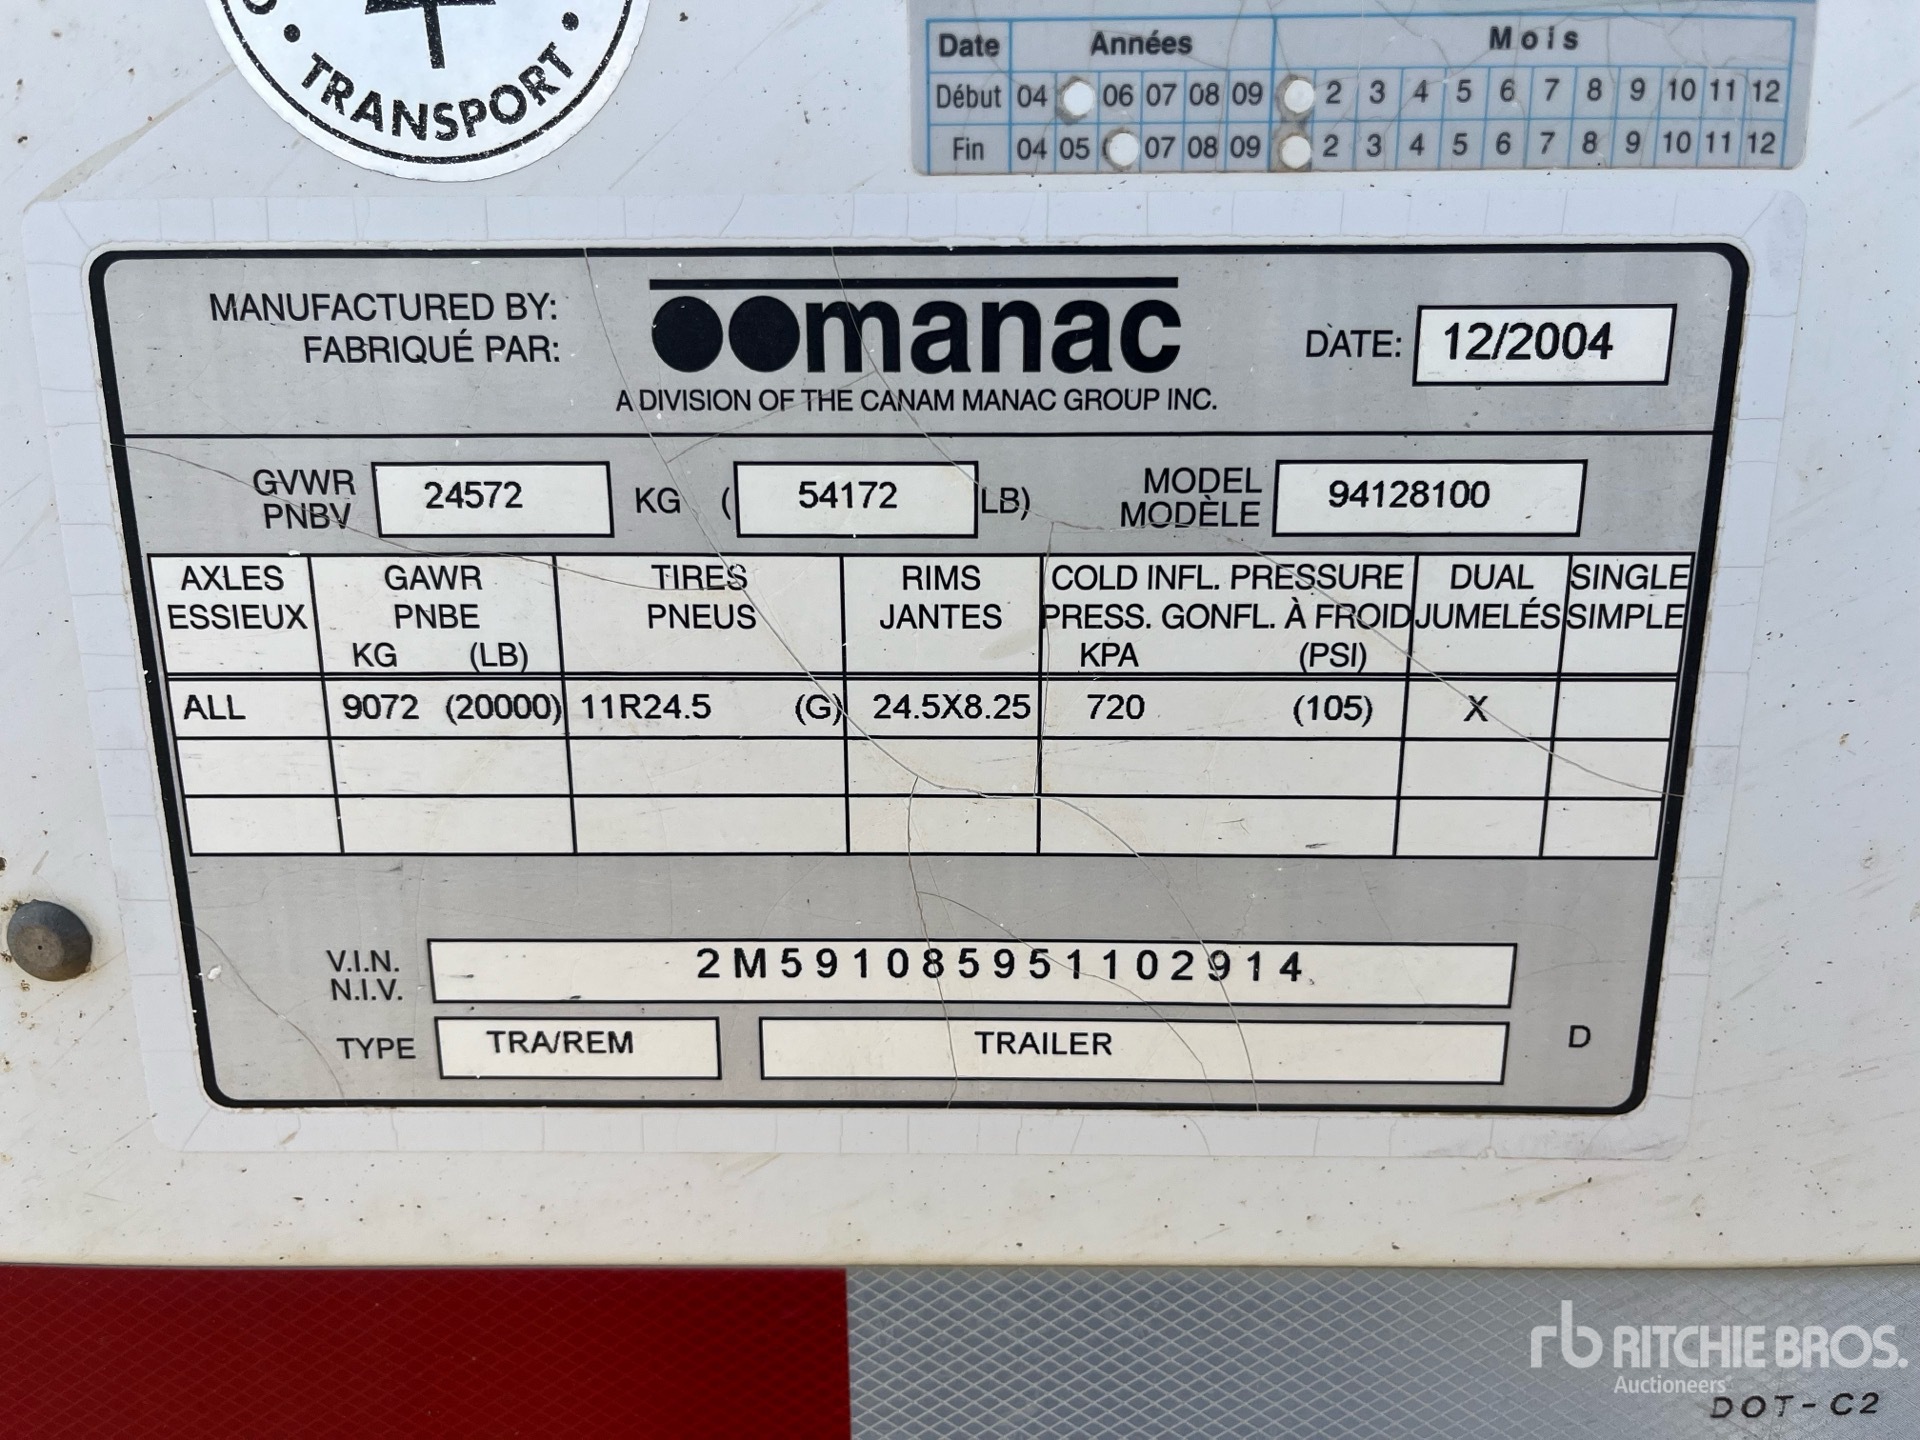 TRANSPORT
Date Années Mois
Début 04 06 07 08 09 2 3 4 5 6 7 8 9 10 11 12
Fin 04 05 07 08 09 2 3 4 5 6 7 8 9 10 11 12
MANUFACTURED BY:
FABRIQUÉ PAR:
manac
A DIVISION OF THE CANAM MANAC GROUP INC.
DATE: 12/2004
GVWR
PNBV
24572 KG ( 54172 LB)
MODEL
MODÈLE
94128100
AXLES GAWR TIRES RIMS COLD INFL. PRESSURE DUAL SINGLE
ESSIEUX PNBE PNEUS JANTES PRESS. GONFL. À FROID JUMELÉS SIMPLE
KG (LB) KPA (PSI)
ALL 9072 (20000) 11R24.5 (G) 24.5X8.25 720 (105) X
V.I.N.
N.I.V.
2M591085951102914
TYPE TRA/REM TRAILER D
rb RITCHIE BROS.
Auctioneers
DOT-C2